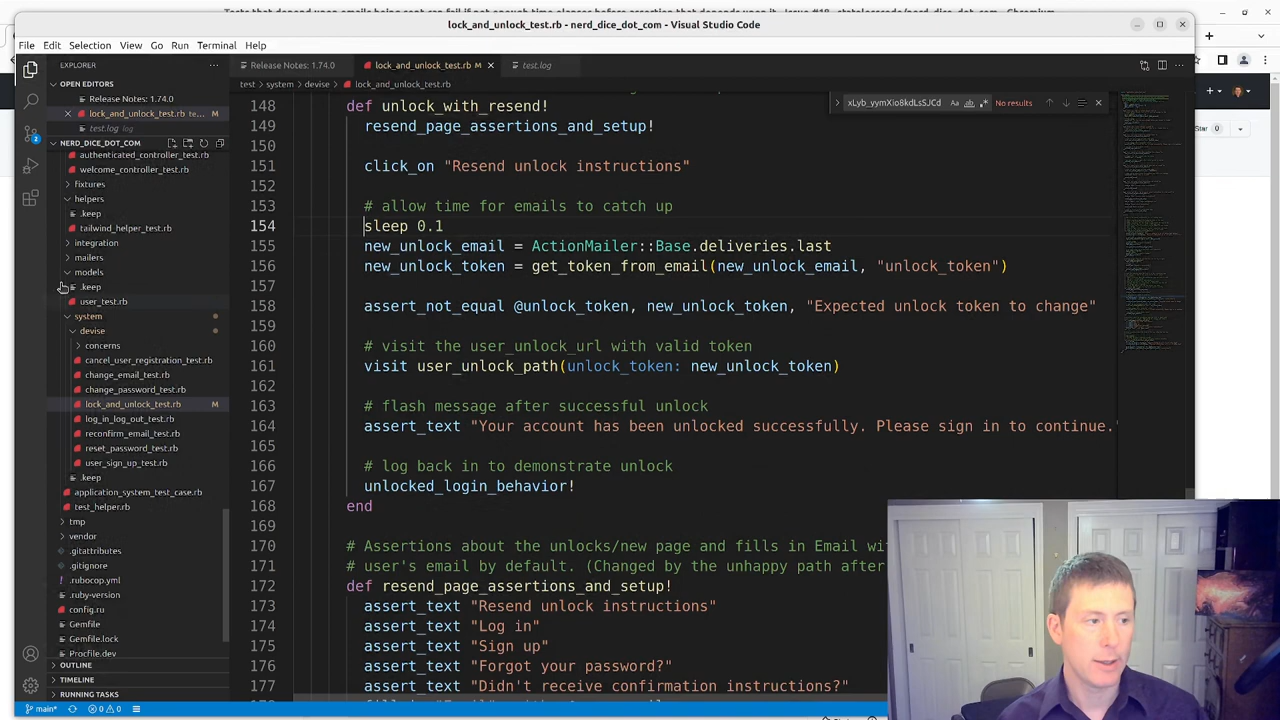 lock_and_unlock_test.rb - nerd_dice_dot_com - Visual Studio Code
File Edit Selection View Run Go Terminal Help
EXPLORER
OPEN EDITORS
Release Notes: 1.74.0
lock_and_unlock_test.rb te... M
test.log log
NERD_DICE_DOT_COM
authenticated_controller_test.rb
welcome_controller_test.rb
fixtures
helpers
.keep
tailwind_helper_test.rb
integration
mailers
models
.keep
user_test.rb
system
devise
concerns
cancel_user_registration_test.rb
change_email_test.rb
change_password_test.rb
lock_and_unlock_test.rb M
log_in_log_out_test.rb
reconfirm_email_test.rb
reset_password_test.rb
user_sign_up_test.rb
.keep
application_system_test_case.rb
test_helper.rb
tmp
vendor
.gitattributes
.gitignore
.rubocop.yml
.ruby-version
config.ru
Gemfile
Gemfile.lock
Procfile.dev
OUTLINE
TIMELINE
RUNNING TASKS
main* 0 0
Release Notes: 1.74.0 lock_and_unlock_test.rb M test.log
test > system > devise > lock_and_unlock_test.rb
xLyb_yymXio8kdLsSJCd Aa ab No results
148 def unlock_with_resend!
149 resend_page_assertions_and_setup!
150
151 click_on "Resend unlock instructions"
152
153 # allow time for emails to catch up
154 sleep 0.1
155 new_unlock_email = ActionMailer::Base.deliveries.last
156 new_unlock_token = get_token_from_email(new_unlock_email, "unlock_token")
157
158 assert_not_equal @unlock_token, new_unlock_token, "Expected unlock token to change"
159
160 # visit the user_unlock_url with valid token
161 visit user_unlock_path(unlock_token: new_unlock_token)
162
163 # flash message after successful unlock
164 assert_text "Your account has been unlocked successfully. Please sign in to continue."
165
166 # log back in to demonstrate unlock
167 unlocked_login_behavior!
168 end
169
170 # Assertions about the unlocks/new page and fills in Email wi
171 # user's email by default. (Changed by the unhappy path after
172 def resend_page_assertions_and_setup!
173 assert_text "Resend unlock instructions"
174 assert_text "Log in"
175 assert_text "Sign up"
176 assert_text "Forgot your password?"
177 assert_text "Didn't receive confirmation instructions?"
Star 0